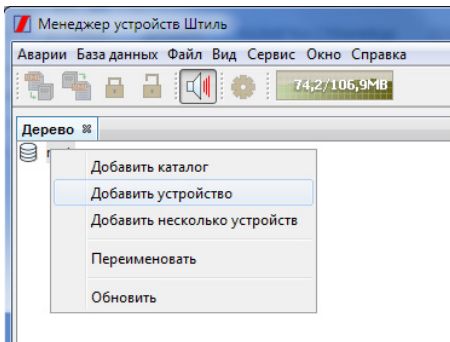 Менеджер устройств Штиль
Аварии База данных Файл Вид Сервис Окно Справка
74,2/106,9MB
Дерево
Добавить каталог
Добавить устройство
Добавить несколько устройств
Переименовать
Обновить